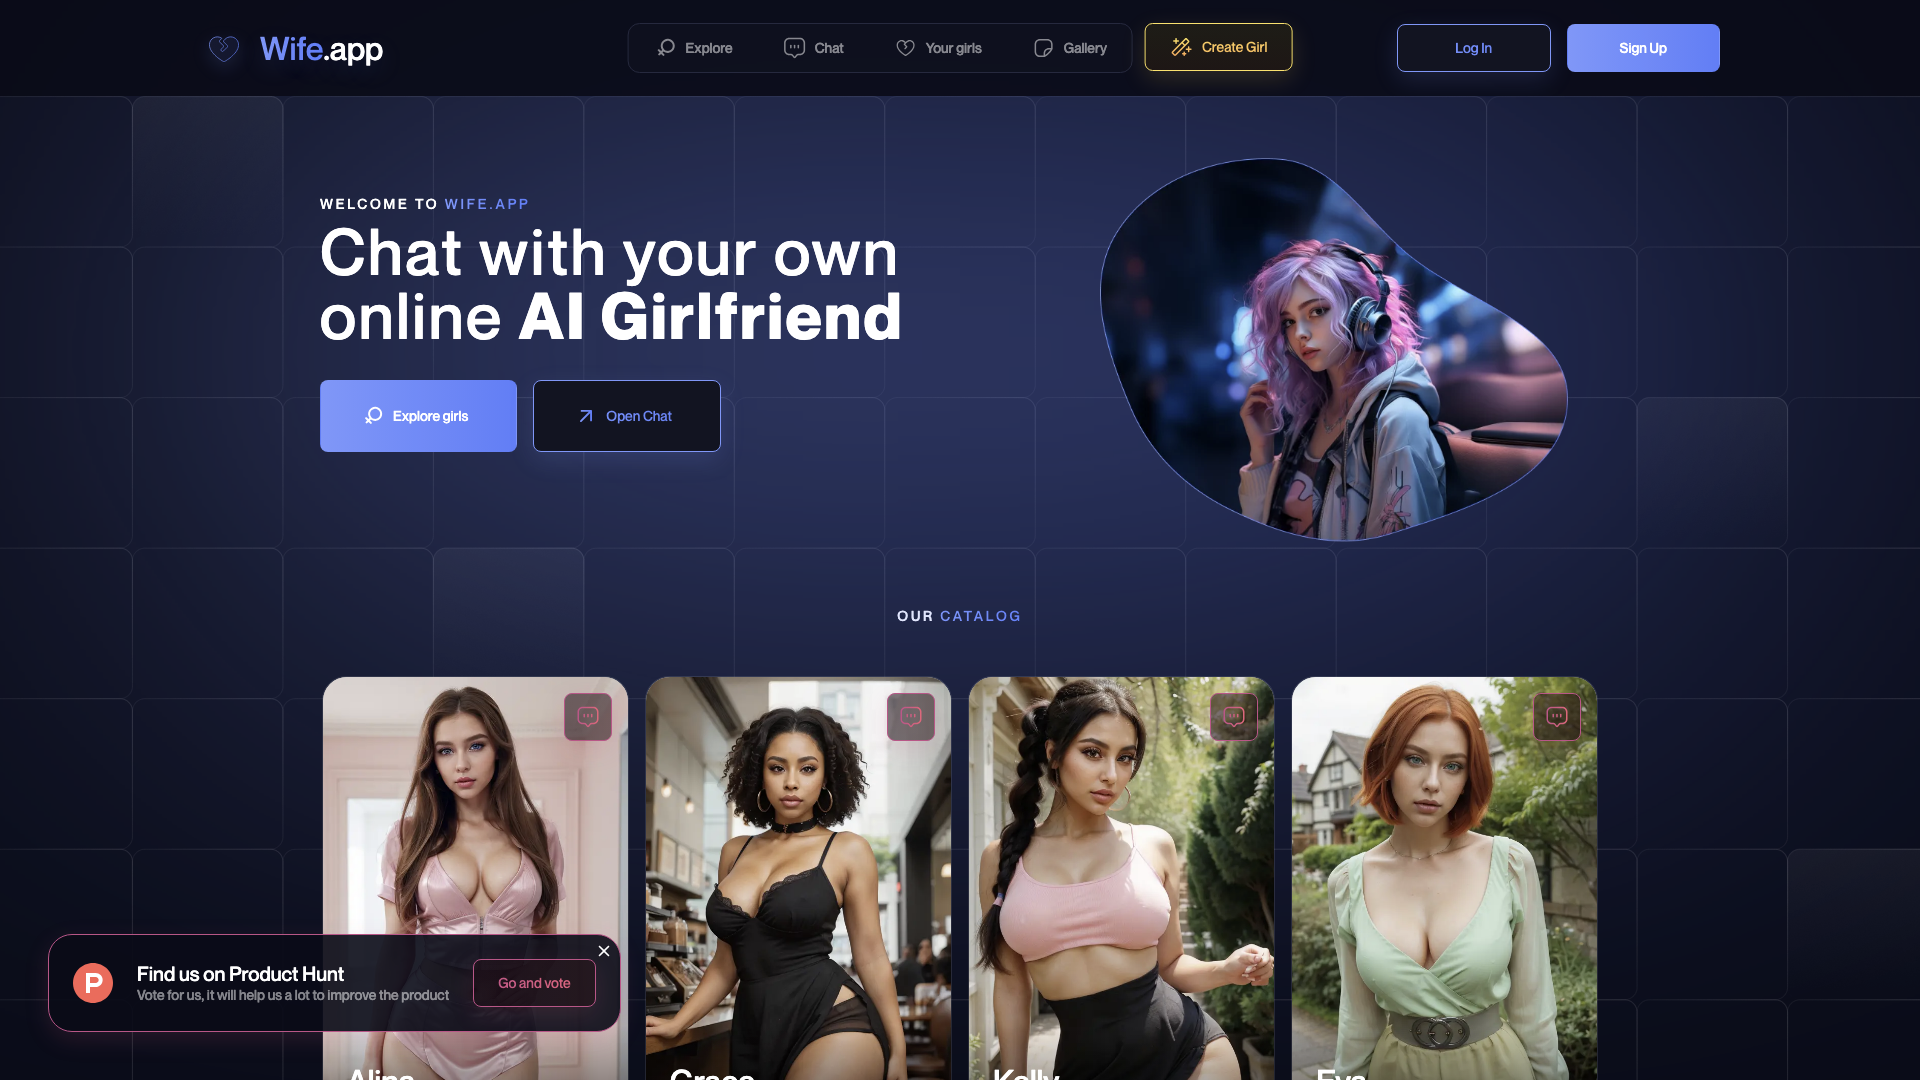 Wife.app
Explore
Chat
Your girls
Gallery
Create Girl
Log In
Sign Up
WELCOME TO WIFE.APP
Chat with your own
online AI Girlfriend
Explore girls
Open Chat
OUR CATALOG
Find us on Product Hunt
Vote for us, it will help us a lot to improve the product
Go and vote
P
Alina
Grace
Kelly
Eva